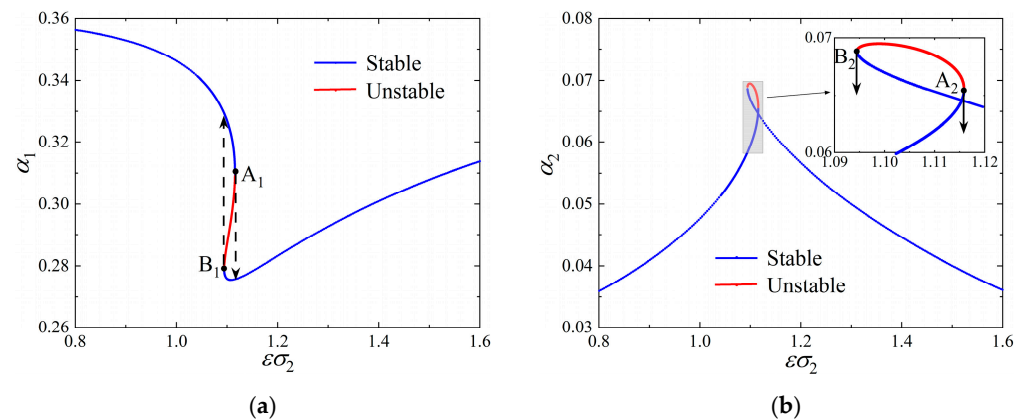 0.36
0.34
0.32
0.30
0.28
0.26
α1
Stable
Unstable
A1
B1
0.8 1.0 1.2 1.4 1.6
εσ2
(a)
0.08
0.07
0.06
0.05
0.04
0.03
α2
0.07
B2
A2
0.06
1.09 1.10 1.11 1.12
Stable
Unstable
0.8 1.0 1.2 1.4 1.6
εσ2
(b)